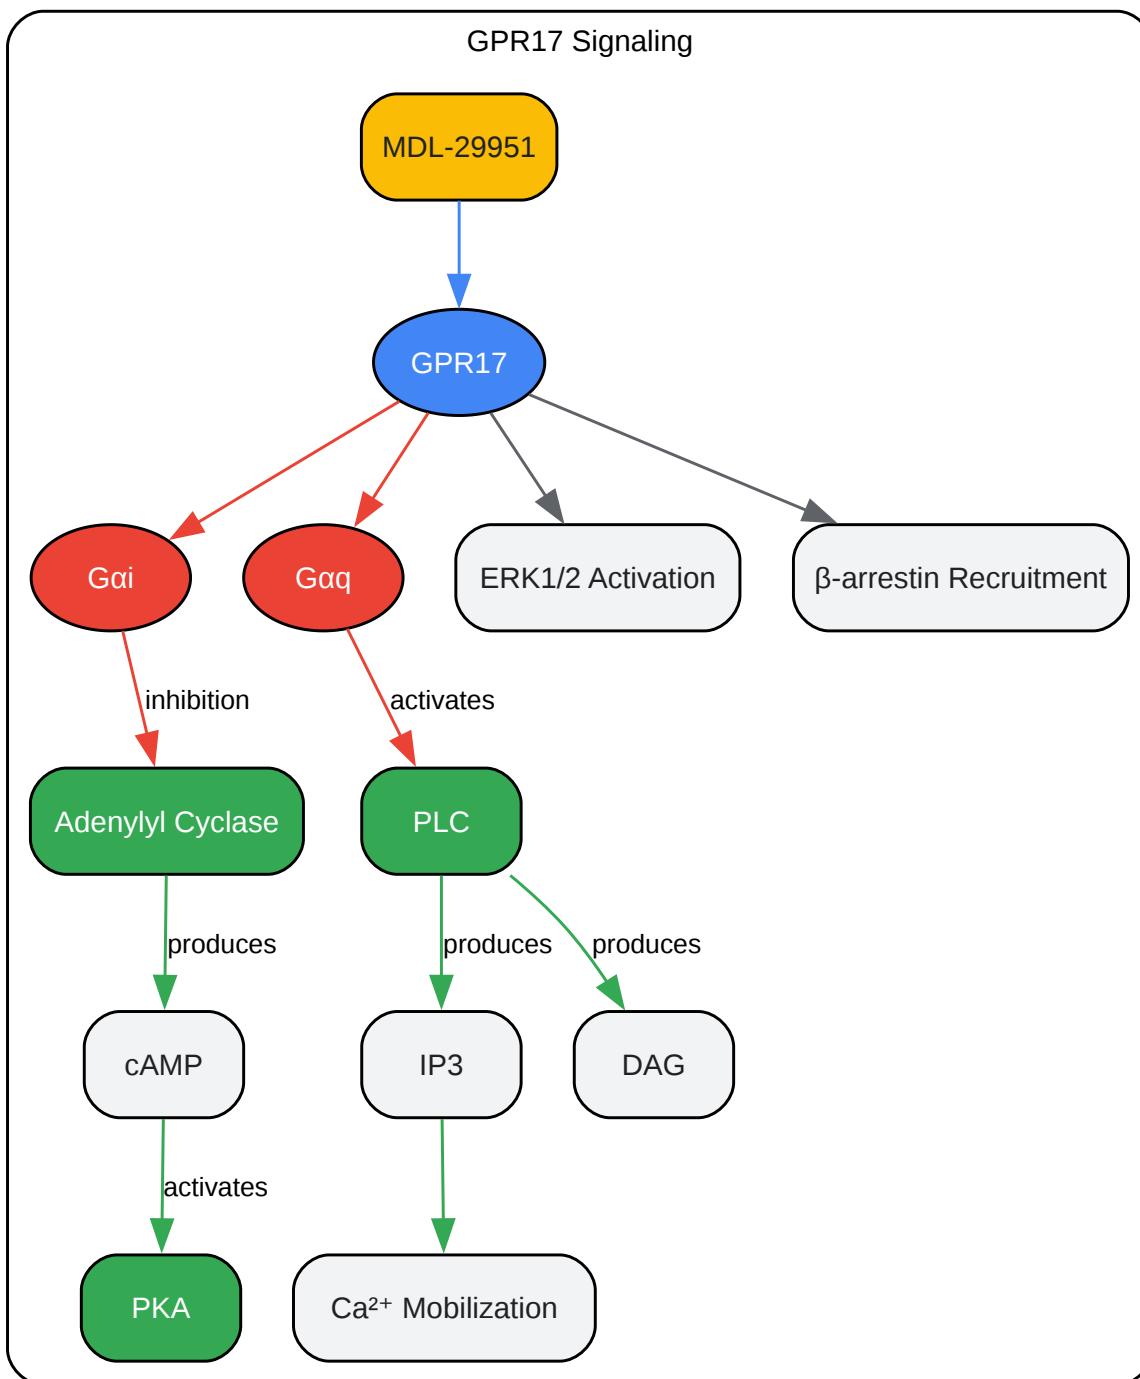 GPR17 Signaling
MDL-29951
GPR17
Gαi
Gαq
ERK1/2 Activation
β-arrestin Recruitment
inhibition
activates
Adenylyl Cyclase
PLC
produces
produces
produces
cAMP
IP3
DAG
activates
PKA
Ca²⁺ Mobilization